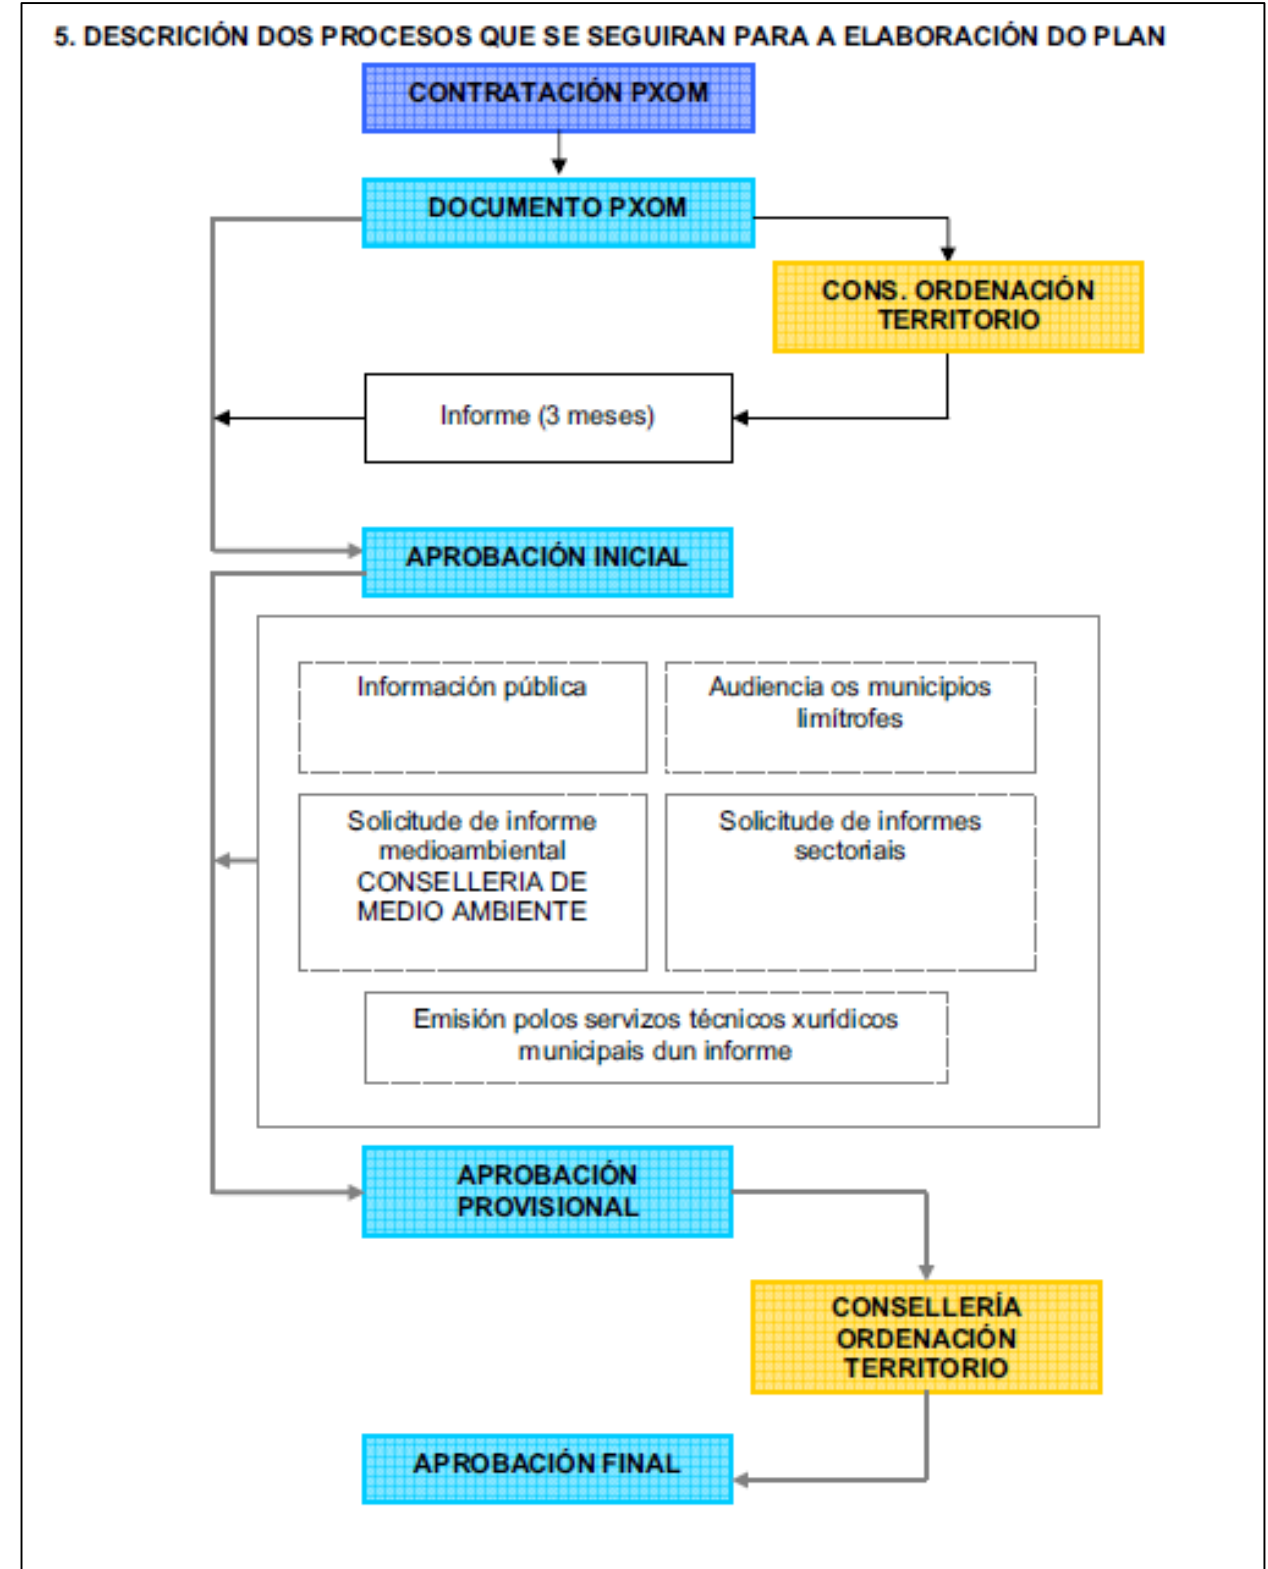 5. DESCRICIÓN DOS PROCESOS QUE SE SEGUIRAN PARA A ELABORACIÓN DO PLAN
CONTRATACIÓN PXOM
DOCUMENTO PXOM
CONS. ORDENACIÓN
TERRITORIO
Informe (3 meses)
APROBACIÓN INICIAL
Información pública
Audiencia os municipios
limítrofes
Solicitude de informe
medioambiental
CONSELLERIA DE
MEDIO AMBIENTE
Solicitude de informes
sectoriais
Emisión polos servizos técnicos xurídicos
municipais dun informe
APROBACIÓN
PROVISIONAL
CONSELLERÍA
ORDENACIÓN
TERRITORIO
APROBACIÓN FINAL